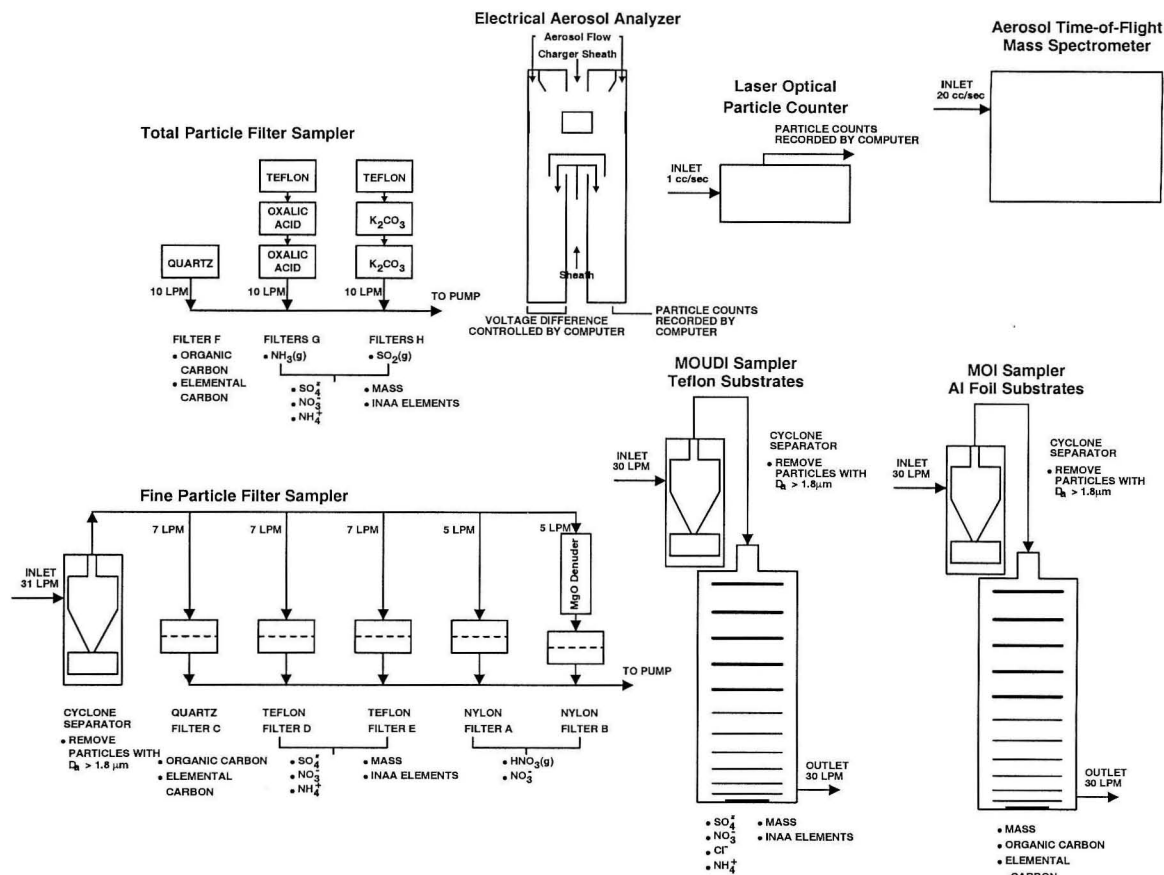 Electrical Aerosol Analyzer
Aerosol Flow
Charger Sheath
Sheath
VOLTAGE DIFFERENCE
CONTROLLED BY COMPUTER
PARTICLE COUNTS
RECORDED BY
COMPUTER
Laser Optical
Particle Counter
PARTICLE COUNTS
RECORDED BY COMPUTER
INLET
1 cc/sec
Aerosol Time-of-Flight
Mass Spectrometer
INLET
20 cc/sec
Total Particle Filter Sampler
TEFLON
TEFLON
OXALIC
ACID
K₂CO₃
QUARTZ
OXALIC
ACID
K₂CO₃
10 LPM
10 LPM
10 LPM
TO PUMP
FILTER F
• ORGANIC
CARBON
• ELEMENTAL
CARBON
FILTERS G
• NH₃(g)
FILTERS H
• SO₂(g)
• SO₄⁼
• NO₃⁻
• NH₄⁺
• MASS
• INAA ELEMENTS
Fine Particle Filter Sampler
INLET
31 LPM
7 LPM
7 LPM
7 LPM
5 LPM
5 LPM
MgO Denuder
TO PUMP
CYCLONE
SEPARATOR
• REMOVE
PARTICLES WITH
Dₐ > 1.8 µm
QUARTZ
FILTER C
• ORGANIC CARBON
• ELEMENTAL
CARBON
TEFLON
FILTER D
TEFLON
FILTER E
• SO₄⁼
• NO₃⁻
• NH₄⁺
• MASS
• INAA ELEMENTS
NYLON
FILTER A
NYLON
FILTER B
• HNO₃(g)
• NO₃⁻
MOUDI Sampler
Teflon Substrates
INLET
30 LPM
CYCLONE
SEPARATOR
• REMOVE
PARTICLES WITH
Dₐ > 1.8µm
OUTLET
30 LPM
• SO₄⁼
• NO₃⁻
• Cl⁻
• NH₄⁺
• MASS
• INAA ELEMENTS
MOI Sampler
Al Foil Substrates
INLET
30 LPM
CYCLONE
SEPARATOR
• REMOVE
PARTICLES WITH
Dₐ > 1.8µm
OUTLET
30 LPM
• MASS
• ORGANIC CARBON
• ELEMENTAL
CARBON